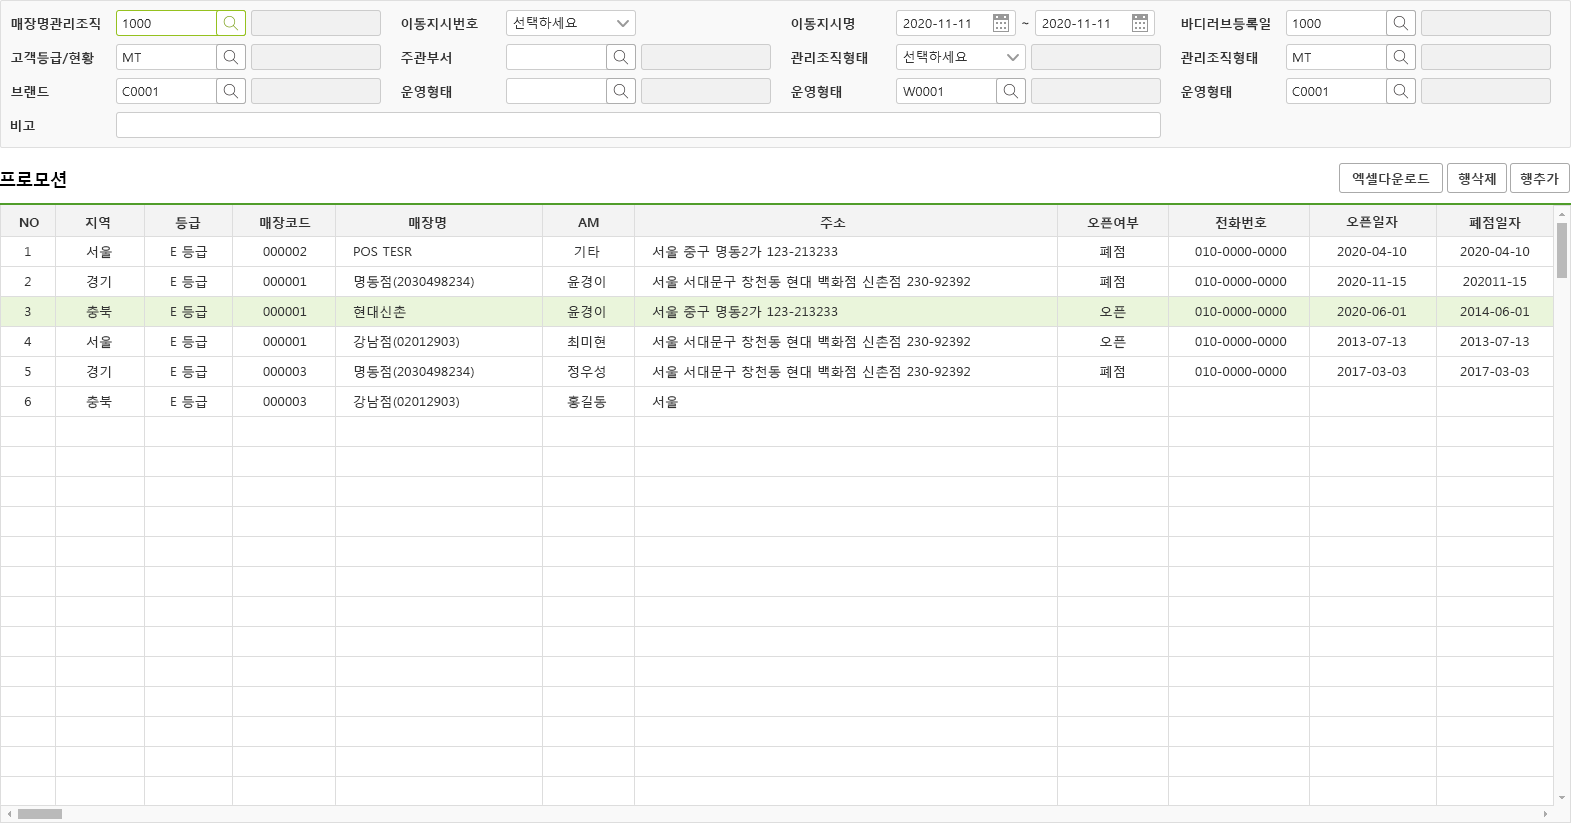 매장명관리조직 1000 이동지시번호 선택하세요 이동지시명 2020-11-11 ~ 2020-11-11 바디러브등록일 1000
고객등급/현황 MT 주관부서 관리조직형태 선택하세요 관리조직형태 MT
브랜드 C0001 운영형태 운영형태 W0001 운영형태 C0001
비고
프로모션 엑셀다운로드 행삭제 행추가
NO 지역 등급 매장코드 매장명 AM 주소 오픈여부 전화번호 오픈일자 폐점일자
1 서울 E 등급 000002 POS TESR 기타 서울 중구 명동2가 123-213233 폐점 010-0000-0000 2020-04-10 2020-04-10
2 경기 E 등급 000001 명동점(2030498234) 윤경이 서울 서대문구 창천동 현대 백화점 신촌점 230-92392 폐점 010-0000-0000 2020-11-15 202011-15
3 충북 E 등급 000001 현대신촌 윤경이 서울 중구 명동2가 123-213233 오픈 010-0000-0000 2020-06-01 2014-06-01
4 서울 E 등급 000001 강남점(02012903) 최미현 서울 서대문구 창천동 현대 백화점 신촌점 230-92392 오픈 010-0000-0000 2013-07-13 2013-07-13
5 경기 E 등급 000003 명동점(2030498234) 정우성 서울 서대문구 창천동 현대 백화점 신촌점 230-92392 폐점 010-0000-0000 2017-03-03 2017-03-03
6 충북 E 등급 000003 강남점(02012903) 홍길동 서울